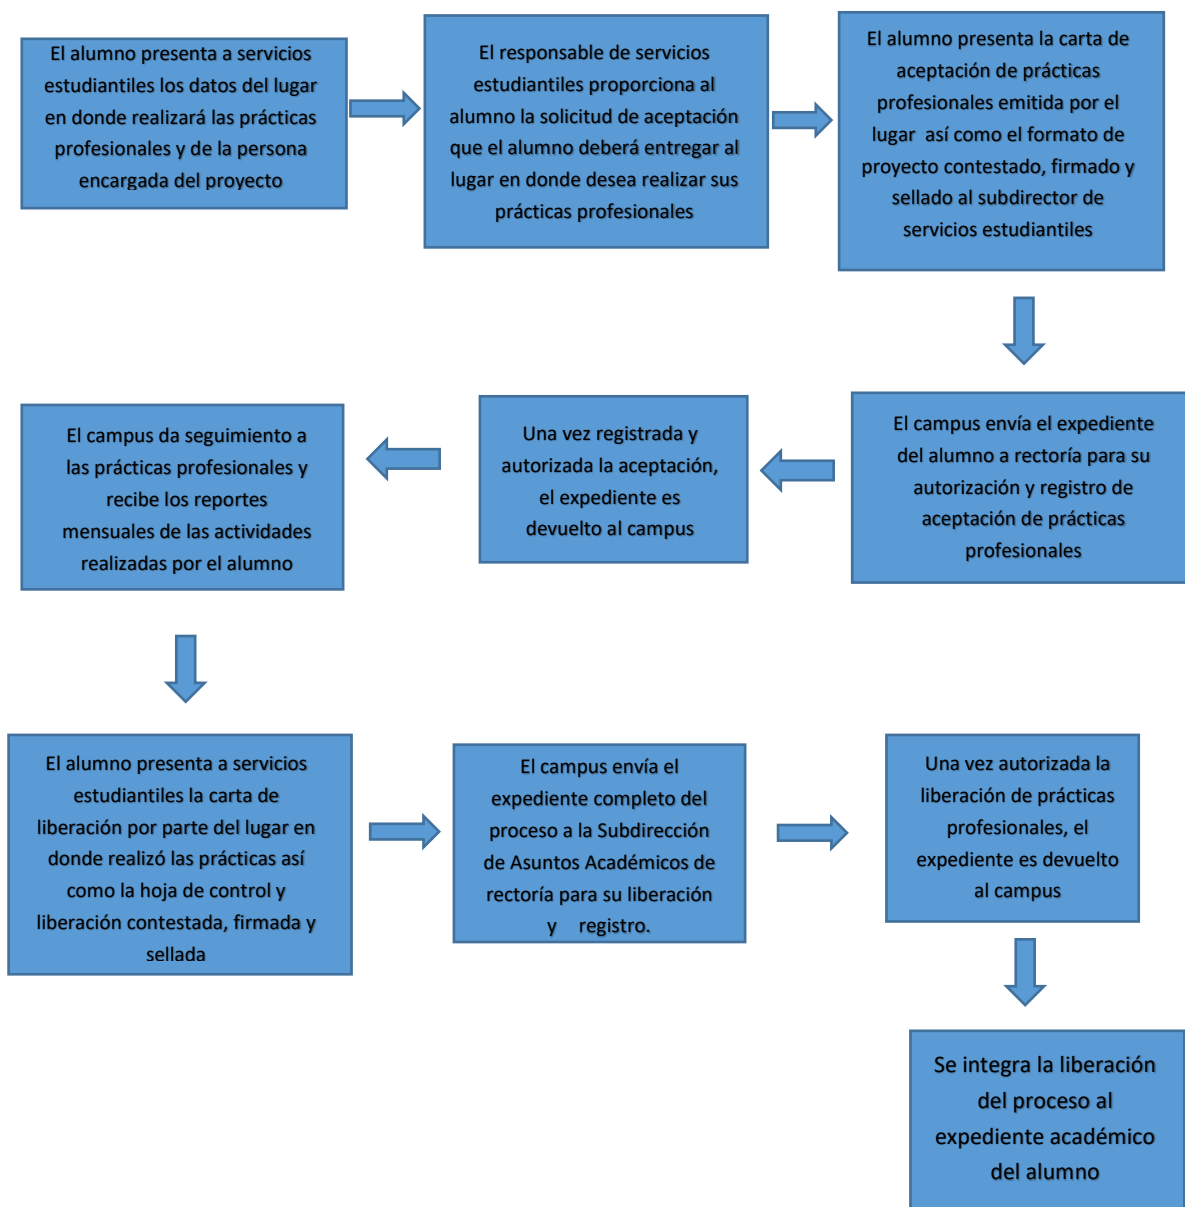 El alumno presenta a servicios
estudiantiles los datos del lugar
en donde realizará las prácticas
profesionales y de la persona
encargada del proyecto
El responsable de servicios
estudiantiles proporciona al
alumno la solicitud de aceptación
que el alumno deberá entregar al
lugar en donde desea realizar sus
prácticas profesionales
El alumno presenta la carta de
aceptación de prácticas
profesionales emitida por el
lugar así como el formato de
proyecto contestado, firmado y
sellado al subdirector de
servicios estudiantiles
El campus envía el expediente
del alumno a rectoría para su
autorización y registro de
aceptación de prácticas
profesionales
Una vez registrada y
autorizada la aceptación,
el expediente es
devuelto al campus
El campus da seguimiento a
las prácticas profesionales y
recibe los reportes
mensuales de las actividades
realizadas por el alumno
El alumno presenta a servicios
estudiantiles la carta de
liberación por parte del lugar en
donde realizó las prácticas así
como la hoja de control y
liberación contestada, firmada y
sellada
El campus envía el
expediente completo del
proceso a la Subdirección
de Asuntos Académicos de
rectoría para su liberación
y registro.
Una vez autorizada la
liberación de prácticas
profesionales, el
expediente es devuelto
al campus
Se integra la liberación
del proceso al
expediente académico
del alumno